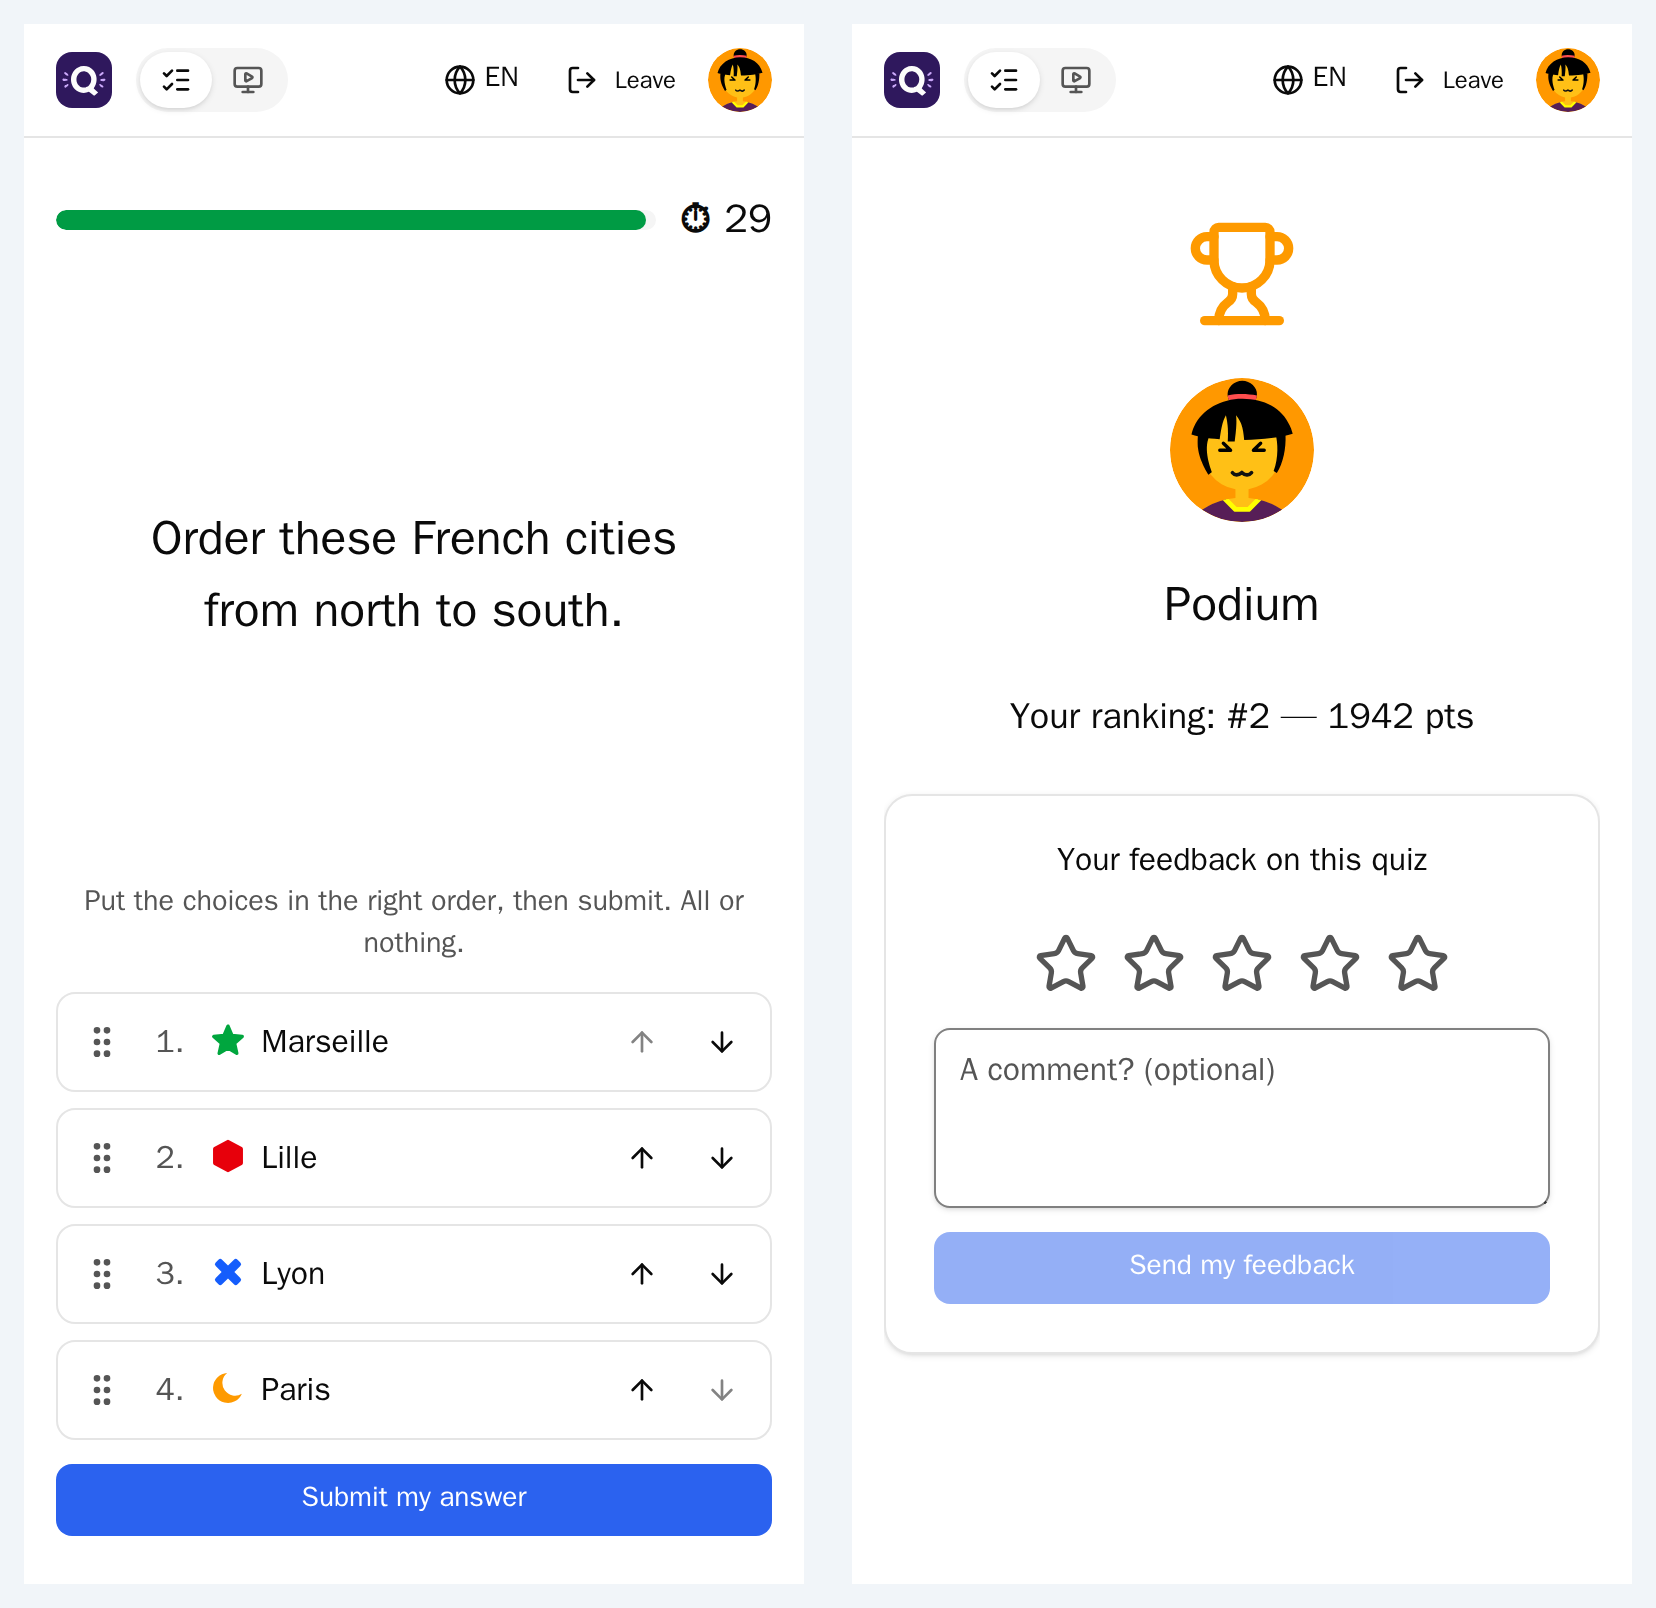 Q
EN
Leave
29
Order these French cities
from north to south.
Put the choices in the right order, then submit. All or
nothing.
1. Marseille
2. Lille
3. Lyon
4. Paris
Submit my answer
Q
EN
Leave
Podium
Your ranking: #2 — 1942 pts
Your feedback on this quiz
A comment? (optional)
Send my feedback